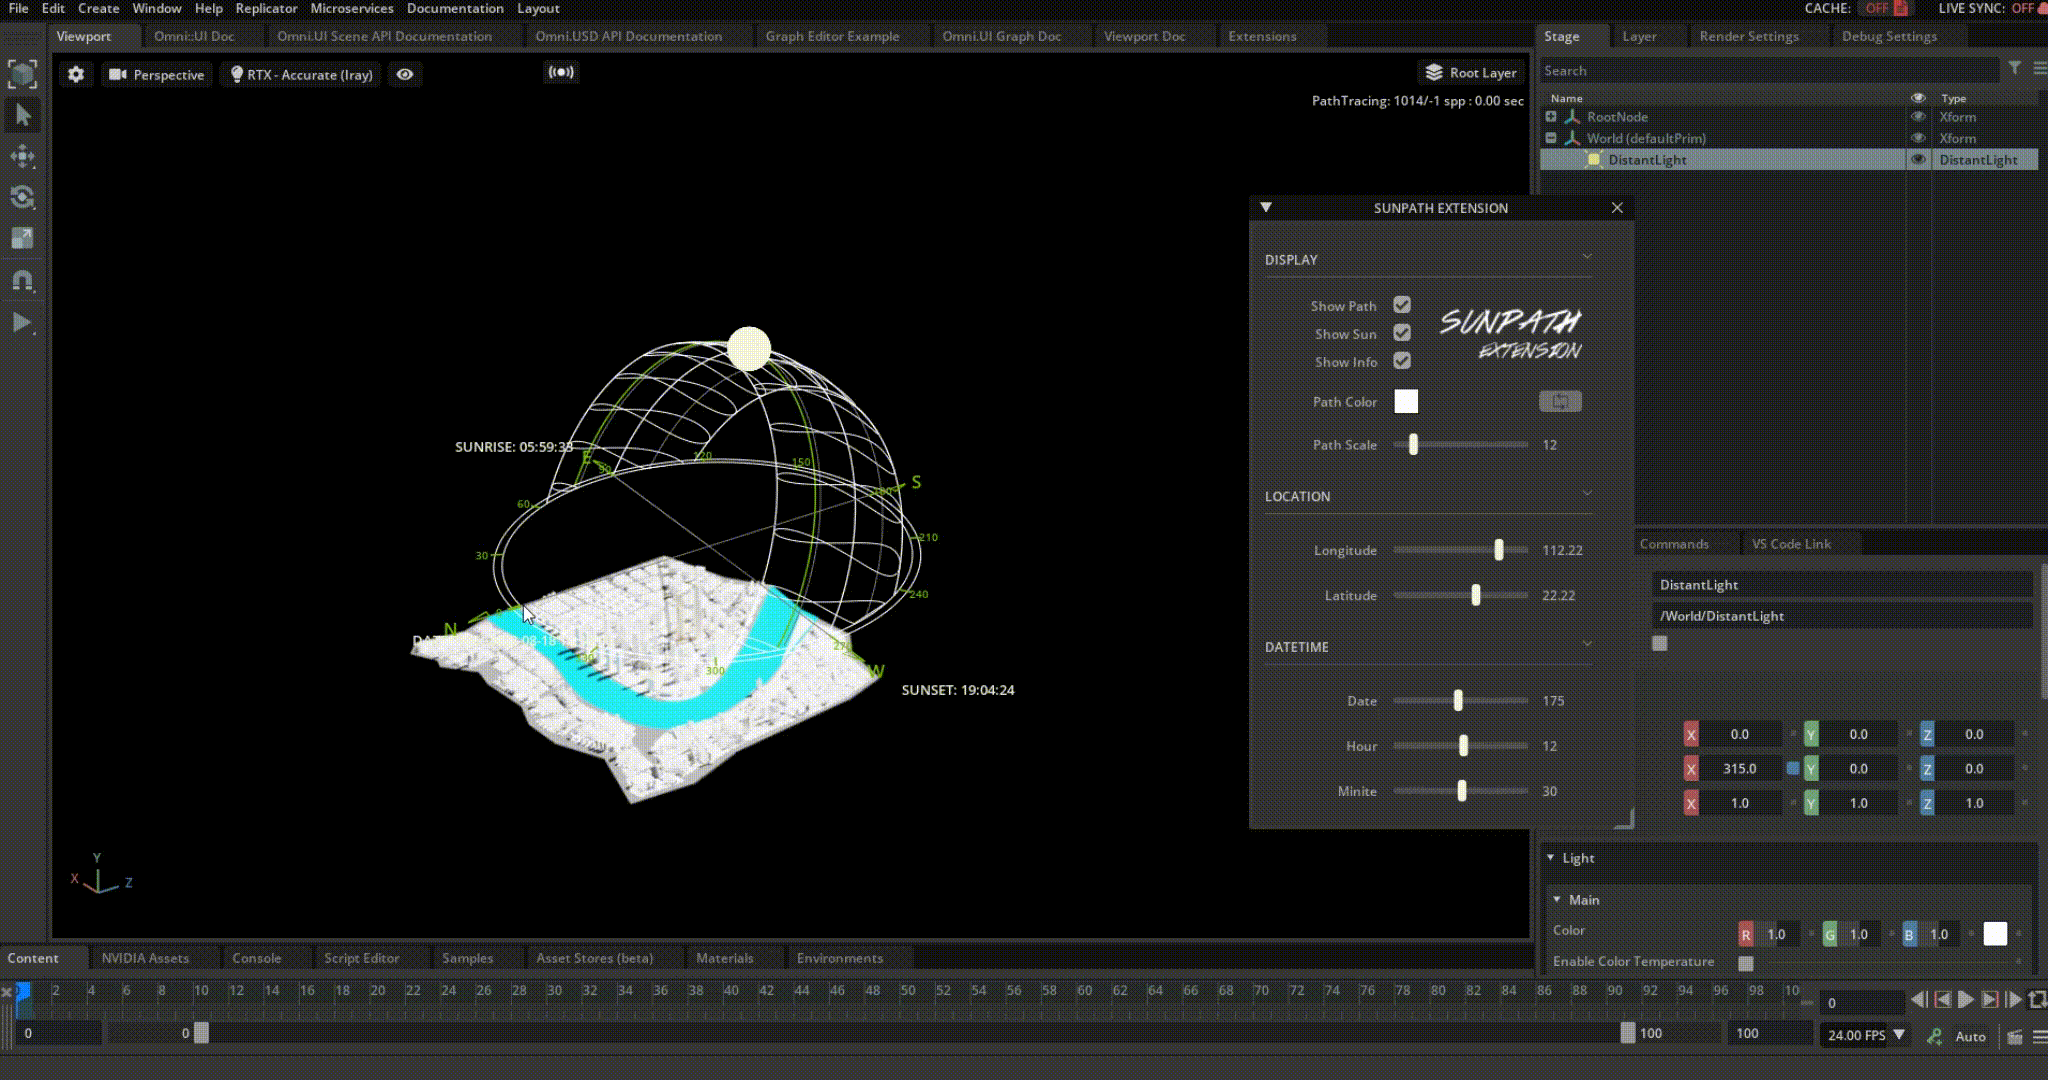 File Edit Create Window Help Replicator Microservices Documentation Layout CACHE: OFF LIVE SYNC: OFF
Viewport Omni::UI Doc Omni.UI Scene API Documentation Omni.USD API Documentation Graph Editor Example Omni.UI Graph Doc Viewport Doc Extensions Stage Layer Render Settings Debug Settings
Perspective RTX - Accurate (Iray) Root Layer
Search
PathTracing: 1014/-1 spp : 0.00 sec
Name Type
RootNode Xform
World (defaultPrim) Xform
DistantLight DistantLight
SUNPATH EXTENSION
DISPLAY
Show Path
Show Sun
Show Info
SUNPATH
EXTENSION
Path Color
Path Scale 12
LOCATION
Longitude 112.22
Latitude 22.22
DATETIME
Date 175
Hour 12
Minite 30
SUNRISE: 05:59:33
E
90
120
150
S
60
30
210
240
N
300
270
W
SUNSET: 19:04:24
Y
X
Z
Commands VS Code Link
DistantLight
/World/DistantLight
X 0.0 Y 0.0 Z 0.0
X 315.0 Y 0.0 Z 0.0
X 1.0 Y 1.0 Z 1.0
Light
Main
Color R 1.0 G 1.0 B 1.0
Enable Color Temperature
Content NVIDIA Assets Console Script Editor Samples Asset Stores (beta) Materials Environments
2 4 6 8 10 12 14 16 18 20 22 24 26 28 30 32 34 36 38 40 42 44 46 48 50 52 54 56 58 60 62 64 66 68 70 72 74 76 78 80 82 84 86 88 90 92 94 96 98 10 0
0 0 100 100 24.00 FPS Auto